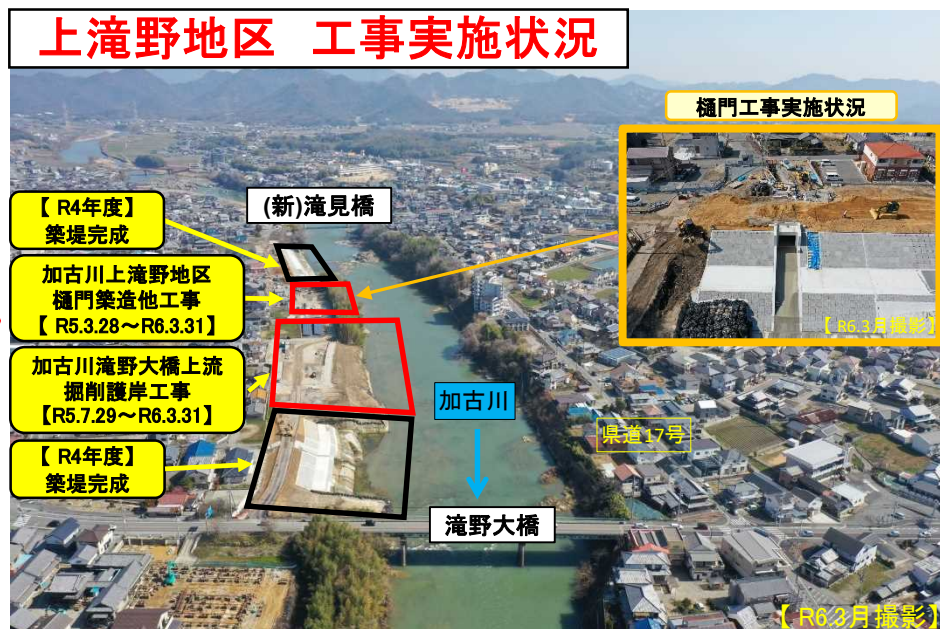 上滝野地区 工事実施状況
樋門工事実施状況
【 R6.3月撮影】
(新)滝見橋
【 R4年度】
築堤完成
加古川上滝野地区
樋門築造他工事
【 R5.3.28～R6.3.31】
加古川滝野大橋上流
掘削護岸工事
【R5.7.29～R6.3.31】
【 R4年度】
築堤完成
加古川
県道17号
滝野大橋
【 R6.3月撮影】